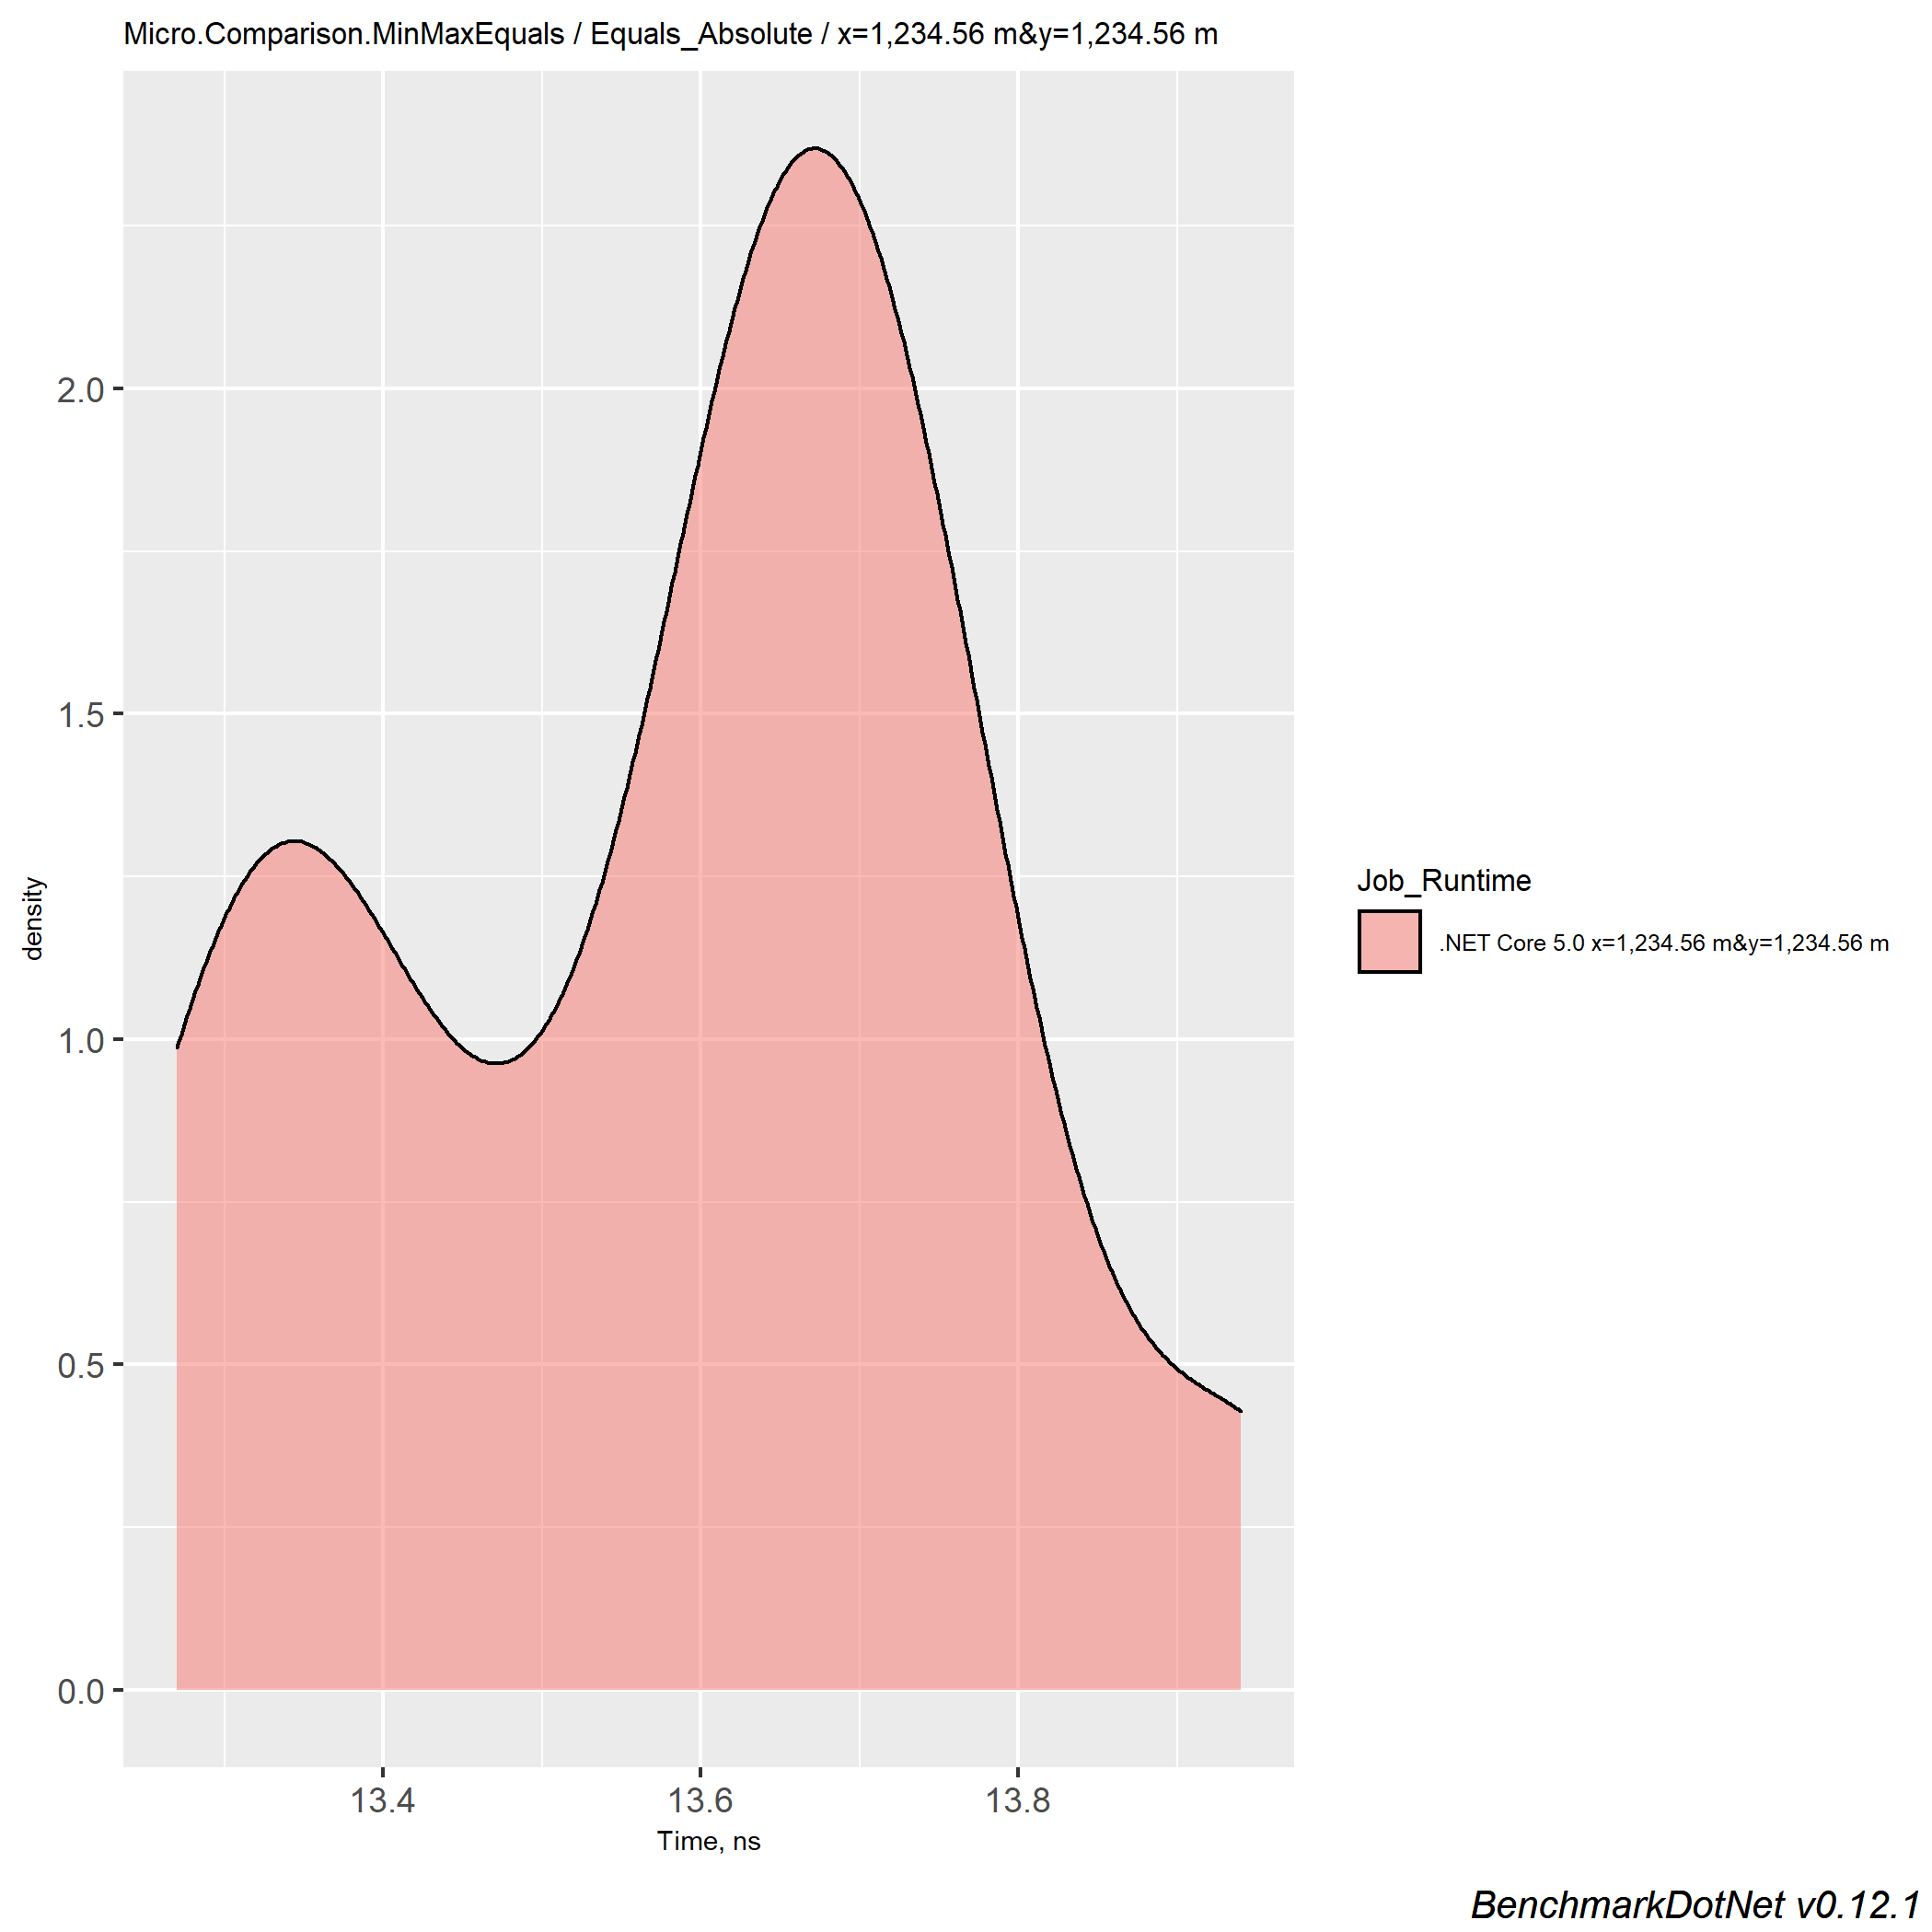 Micro.Comparison.MinMaxEquals / Equals_Absolute / x=1,234.56 m&y=1,234.56 m
density
2.0
1.5
1.0
0.5
0.0
13.4
13.6
13.8
Time, ns
Job_Runtime
.NET Core 5.0 x=1,234.56 m&y=1,234.56 m
BenchmarkDotNet v0.12.1